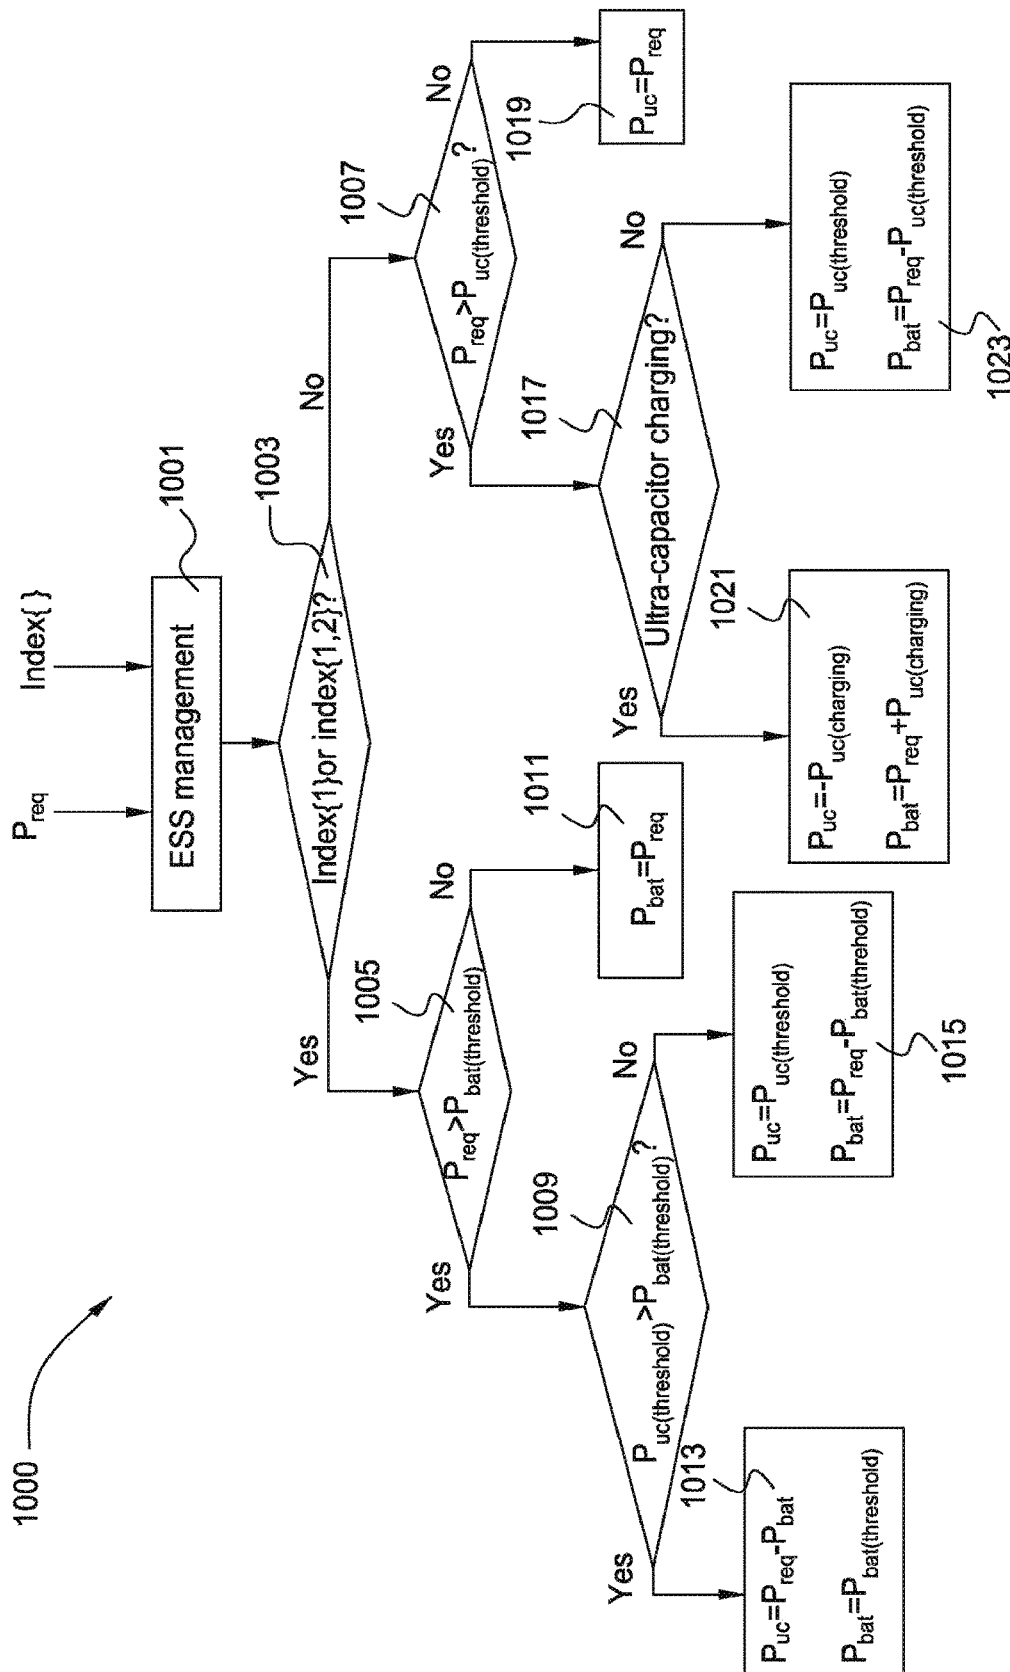 1000
P_req
Index{ }
ESS management
1001
Index{1}or index{1,2}?
1003
Yes
No
P_req>P_bat(threshold)
1005
P_req>P_uc(threshold)?
1007
Yes
No
Yes
No
P_uc(threshold)>P_bat(threshold)?
1009
P_bat=P_req
1011
Ultra-capacitor charging?
1017
P_uc=P_req
1019
Yes
No
Yes
No
P_uc=P_req-P_bat
P_bat=P_bat(threshold)
1013
P_uc=P_uc(threshold)
P_bat=P_req-P_bat(threhold)
1015
P_uc=-P_uc(charging)
P_bat=P_req+P_uc(charging)
1021
P_uc=P_uc(threshold)
P_bat=P_req-P_uc(threshold)
1023